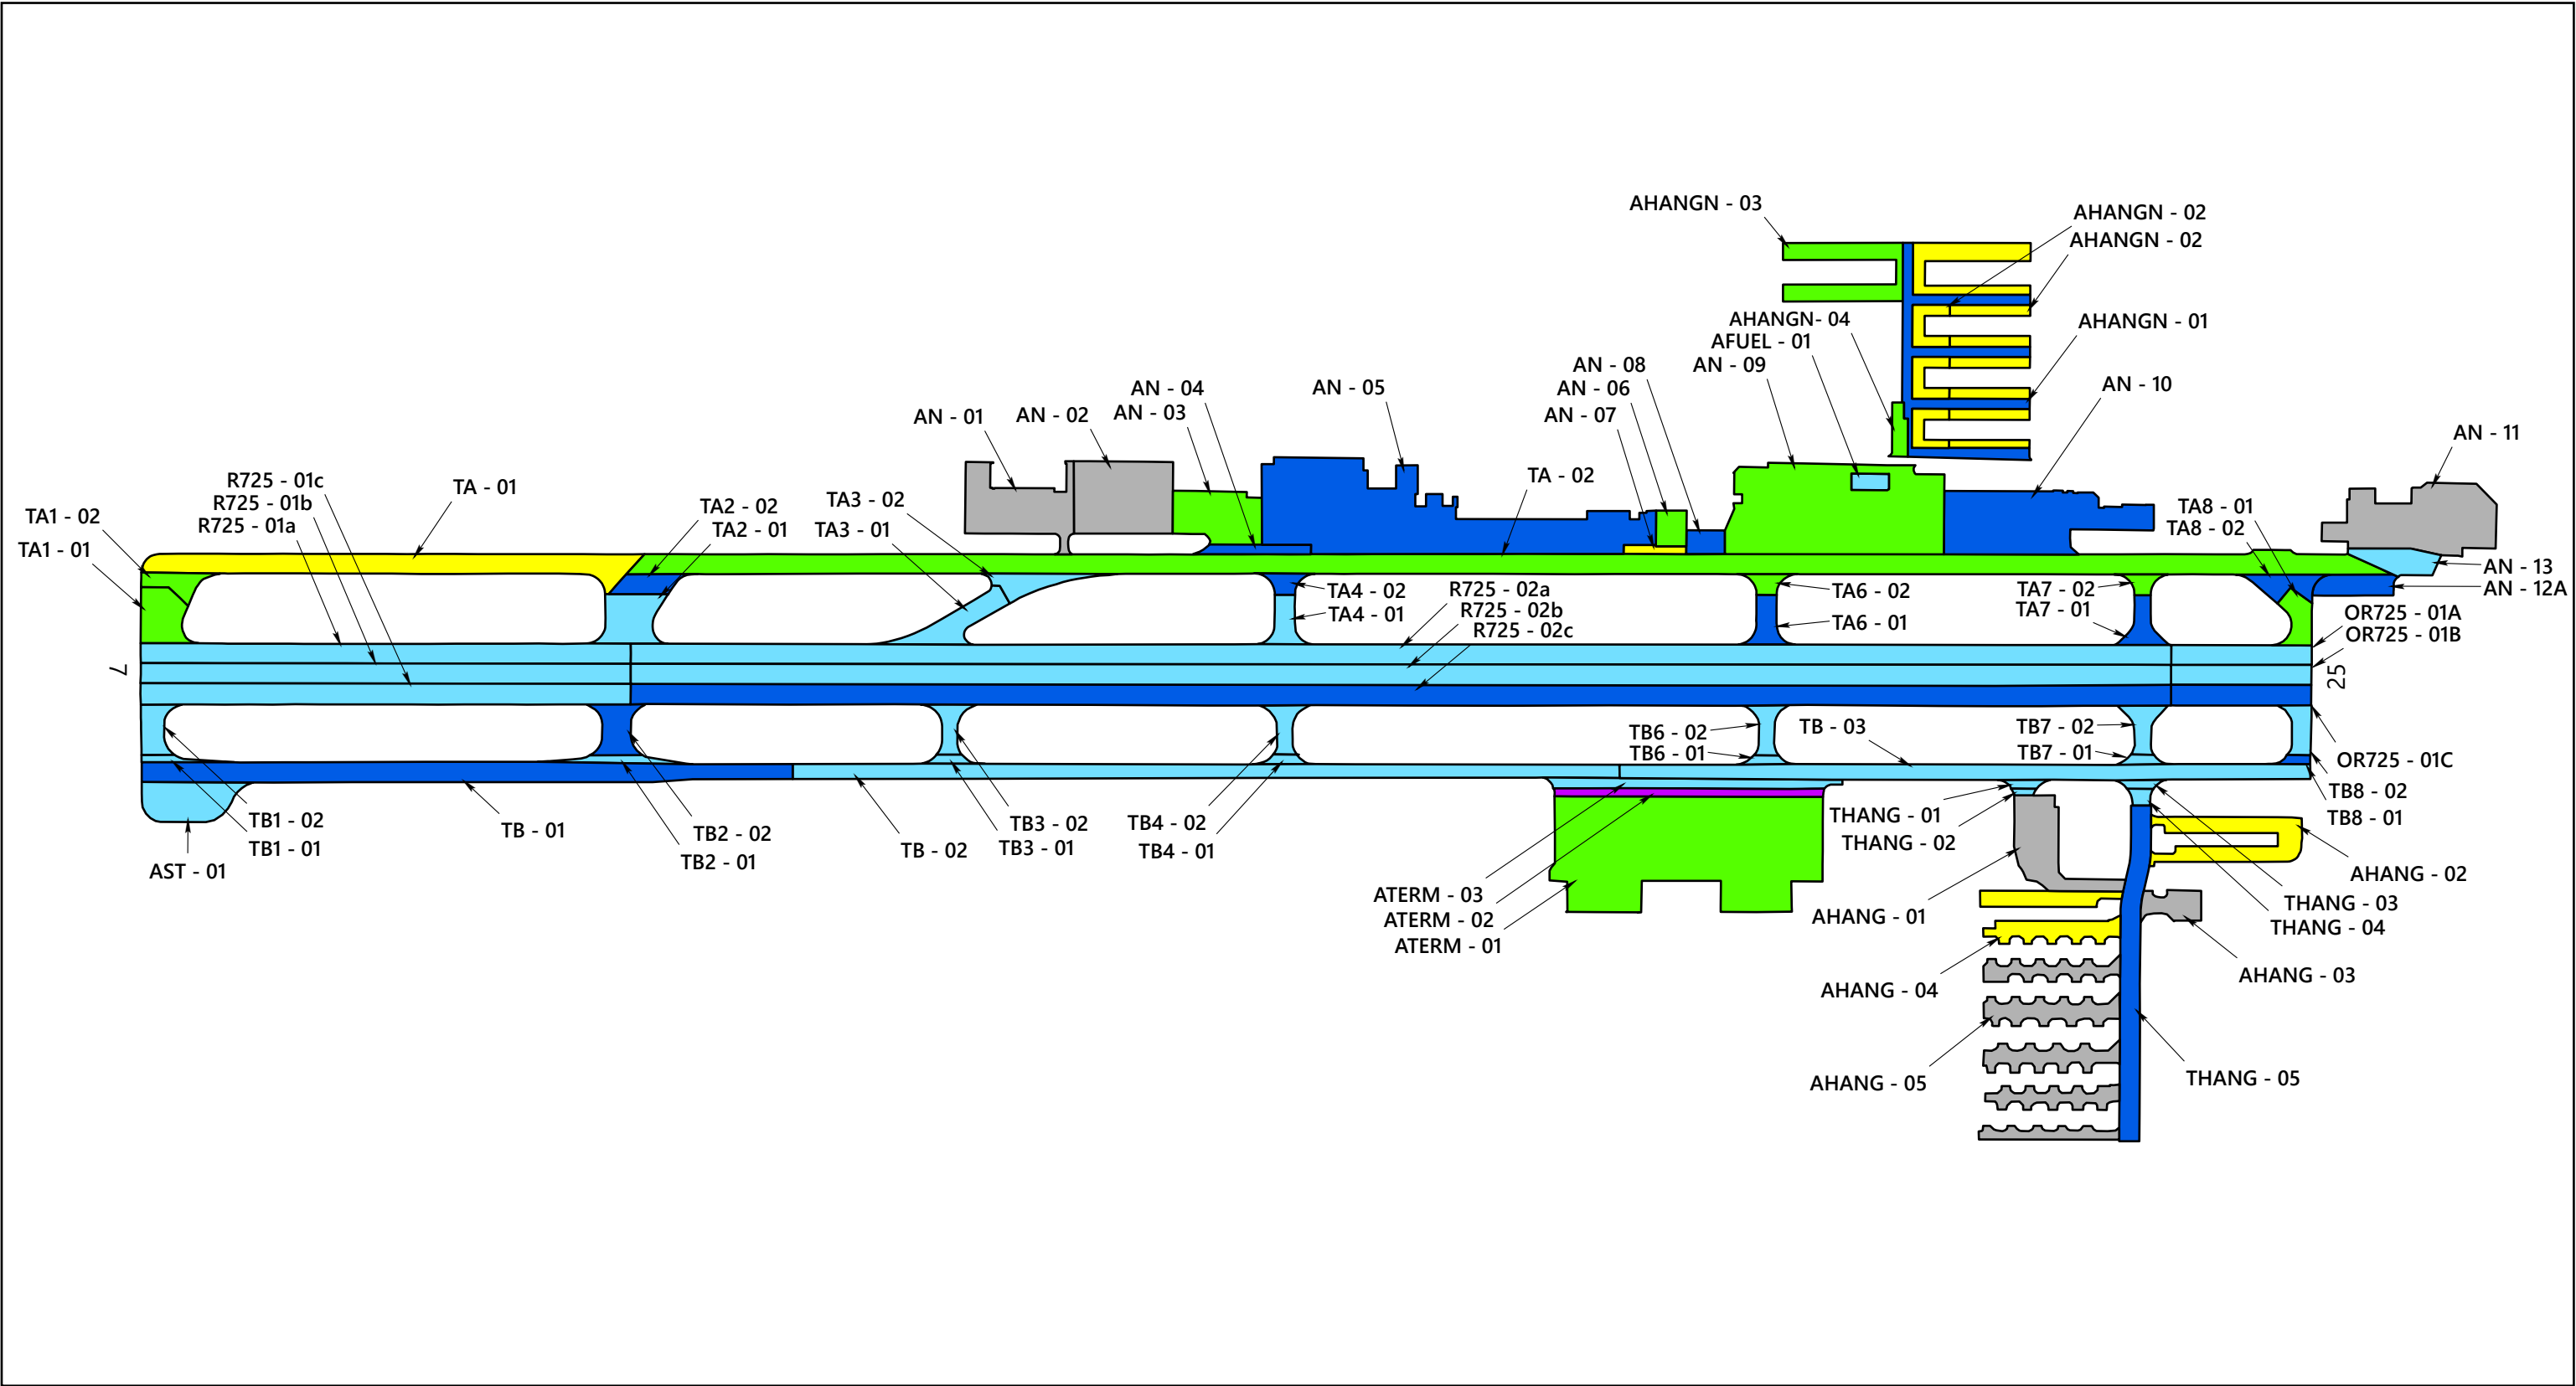 AHANGN - 03
AHANGN - 02
AHANGN - 02
AHANGN - 01
AHANGN- 04
AFUEL - 01
AN - 09
AN - 08
AN - 06
AN - 07
AN - 10
AN - 05
AN - 04
AN - 03
AN - 02
AN - 01
AN - 11
TA - 02
R725 - 01c
R725 - 01b
R725 - 01a
TA - 01
TA1 - 02
TA1 - 01
TA2 - 02
TA2 - 01
TA3 - 02
TA3 - 01
TA8 - 01
TA8 - 02
AN - 13
AN - 12A
TA4 - 02
TA4 - 01
R725 - 02a
R725 - 02b
R725 - 02c
TA6 - 02
TA6 - 01
TA7 - 02
TA7 - 01
OR725 - 01A
OR725 - 01B
7
25
TB6 - 02
TB6 - 01
TB - 03
TB7 - 02
TB7 - 01
OR725 - 01C
TB8 - 02
TB8 - 01
TB1 - 02
TB1 - 01
AST - 01
TB - 01
TB2 - 02
TB2 - 01
TB - 02
TB3 - 02
TB3 - 01
TB4 - 02
TB4 - 01
THANG - 01
THANG - 02
ATERM - 03
ATERM - 02
ATERM - 01
AHANG - 01
AHANG - 02
THANG - 03
THANG - 04
AHANG - 03
AHANG - 04
AHANG - 05
THANG - 05